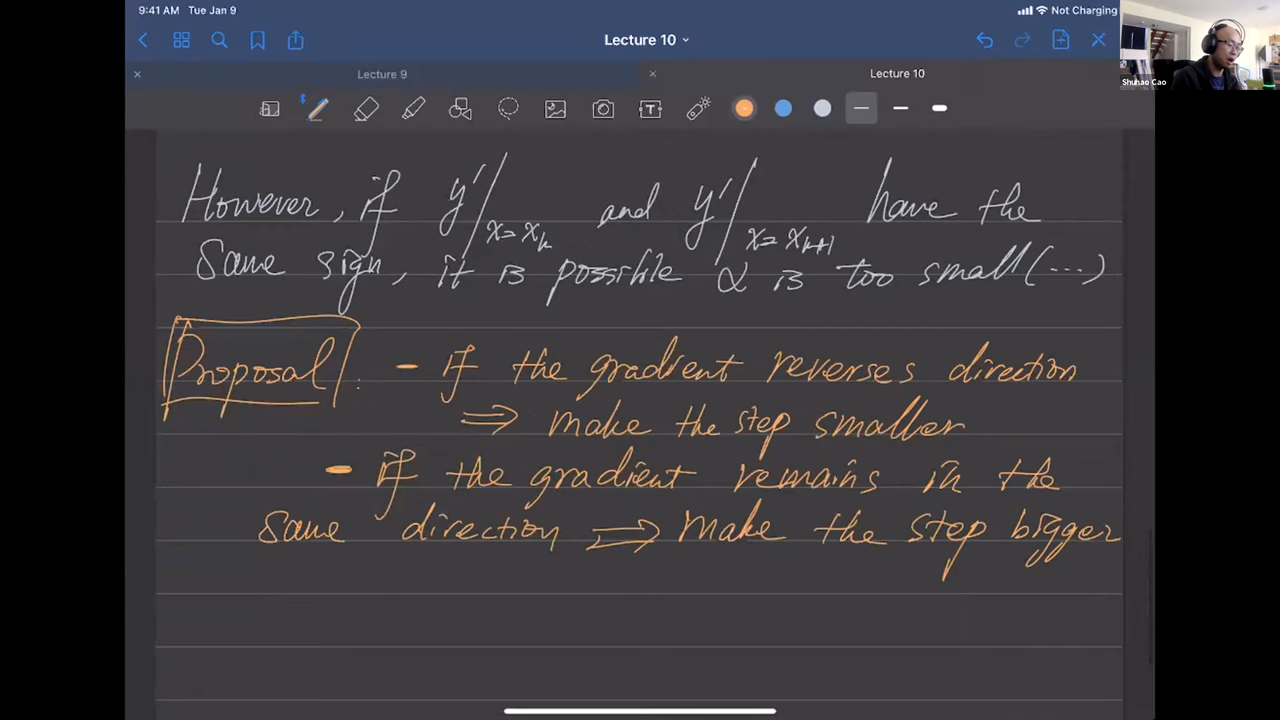 9:41 AM Tue Jan 9
Not Charging
Lecture 10
Lecture 9
Lecture 10
Shuhao Cao
However, if y'|x=xk and y'|x=xk+1 have the
same sign, it is possible α is too small(...)
Proposal : - if the gradient reverses direction
⇒ make the step smaller
- if the gradient remains in the
same direction ⇒ make the step bigger